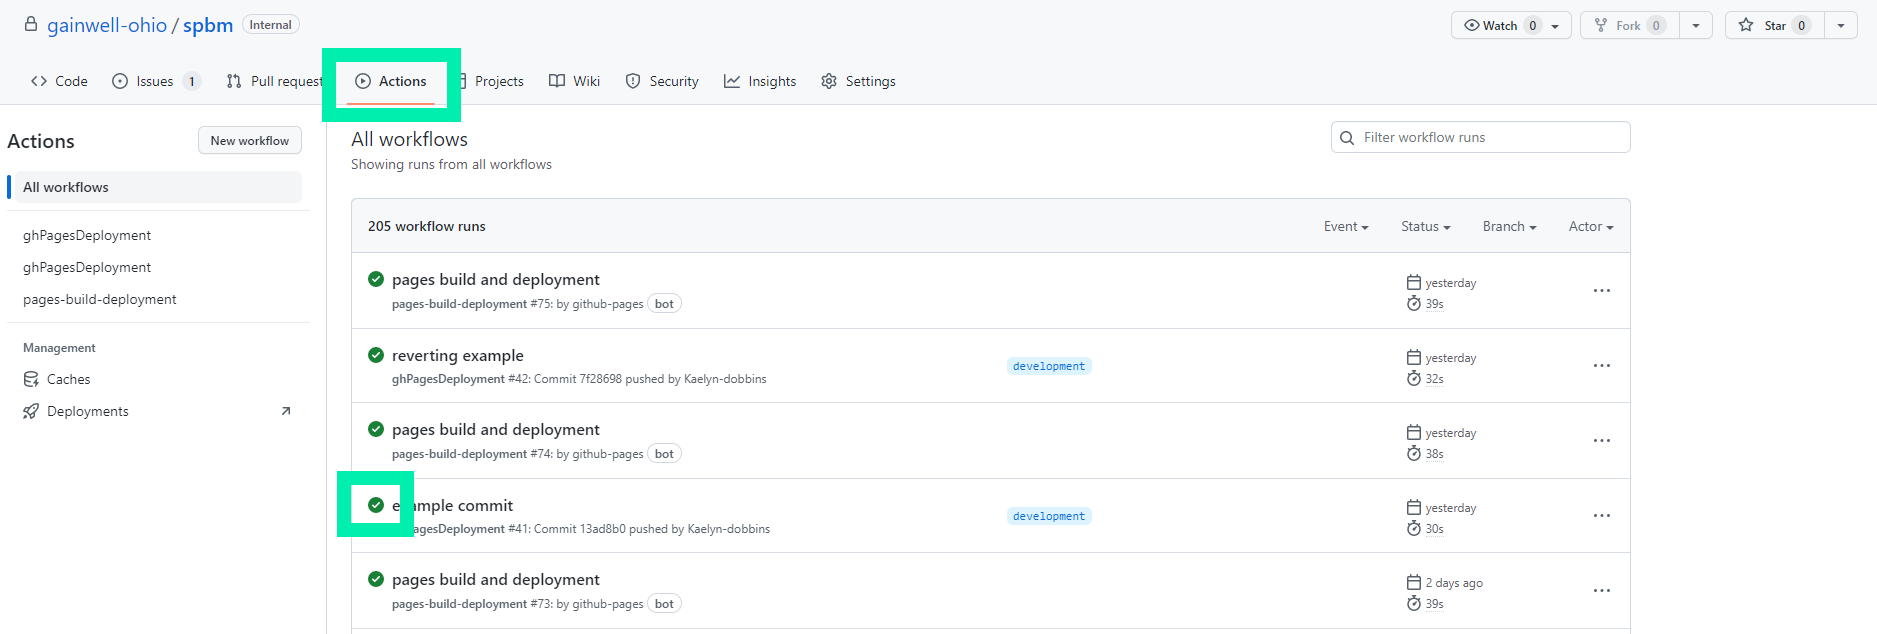 gainwell-ohio / spbm Internal
Watch 0 Fork 0 Star 0
Code Issues 1 Pull request Actions Projects Wiki Security Insights Settings
Actions New workflow
All workflows
ghPagesDeployment
ghPagesDeployment
pages-build-deployment
Management
Caches
Deployments
All workflows
Showing runs from all workflows
Filter workflow runs
205 workflow runs Event Status Branch Actor
pages build and deployment
pages-build-deployment #75: by github-pages bot
yesterday
39s
reverting example
ghPagesDeployment #42: Commit 7f28698 pushed by Kaelyn-dobbins
development
yesterday
32s
pages build and deployment
pages-build-deployment #74: by github-pages bot
yesterday
38s
example commit
agesDeployment #41: Commit 13ad8b0 pushed by Kaelyn-dobbins
development
yesterday
30s
pages build and deployment
pages-build-deployment #73: by github-pages bot
2 days ago
39s